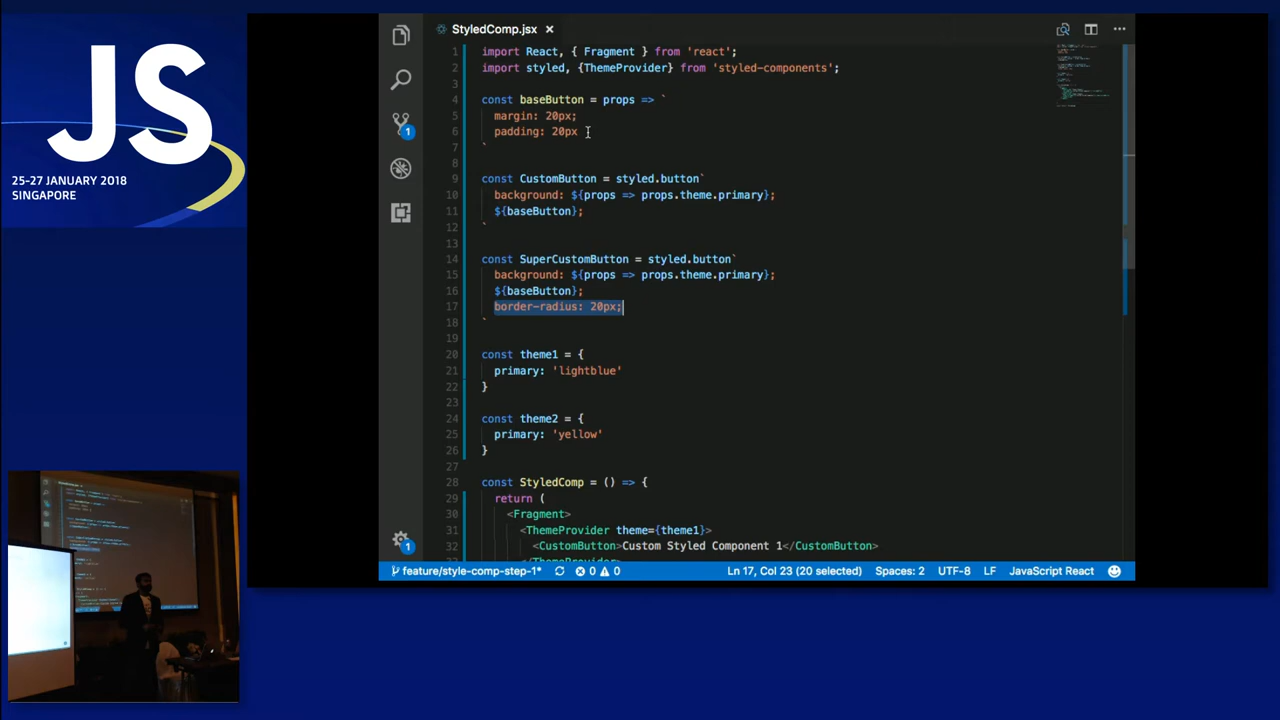 JS
25-27 JANUARY 2018
SINGAPORE
StyledComp.jsx
1 import React, { Fragment } from 'react';
2 import styled, {ThemeProvider} from 'styled-components';
3
4 const baseButton = props => `
5 margin: 20px;
6 padding: 20px
7 `
8
9 const CustomButton = styled.button`
10 background: ${props => props.theme.primary};
11 ${baseButton};
12 `
13
14 const SuperCustomButton = styled.button`
15 background: ${props => props.theme.primary};
16 ${baseButton};
17 border-radius: 20px;
18 `
19
20 const theme1 = {
21 primary: 'lightblue'
22 }
23
24 const theme2 = {
25 primary: 'yellow'
26 }
27
28 const StyledComp = () => {
29 return (
30 <Fragment>
31 <ThemeProvider theme={theme1}>
32 <CustomButton>Custom Styled Component 1</CustomButton>
</ThemeProvider>
1
1
feature/style-comp-step-1* 0 0 Ln 17, Col 23 (20 selected) Spaces: 2 UTF-8 LF JavaScript React